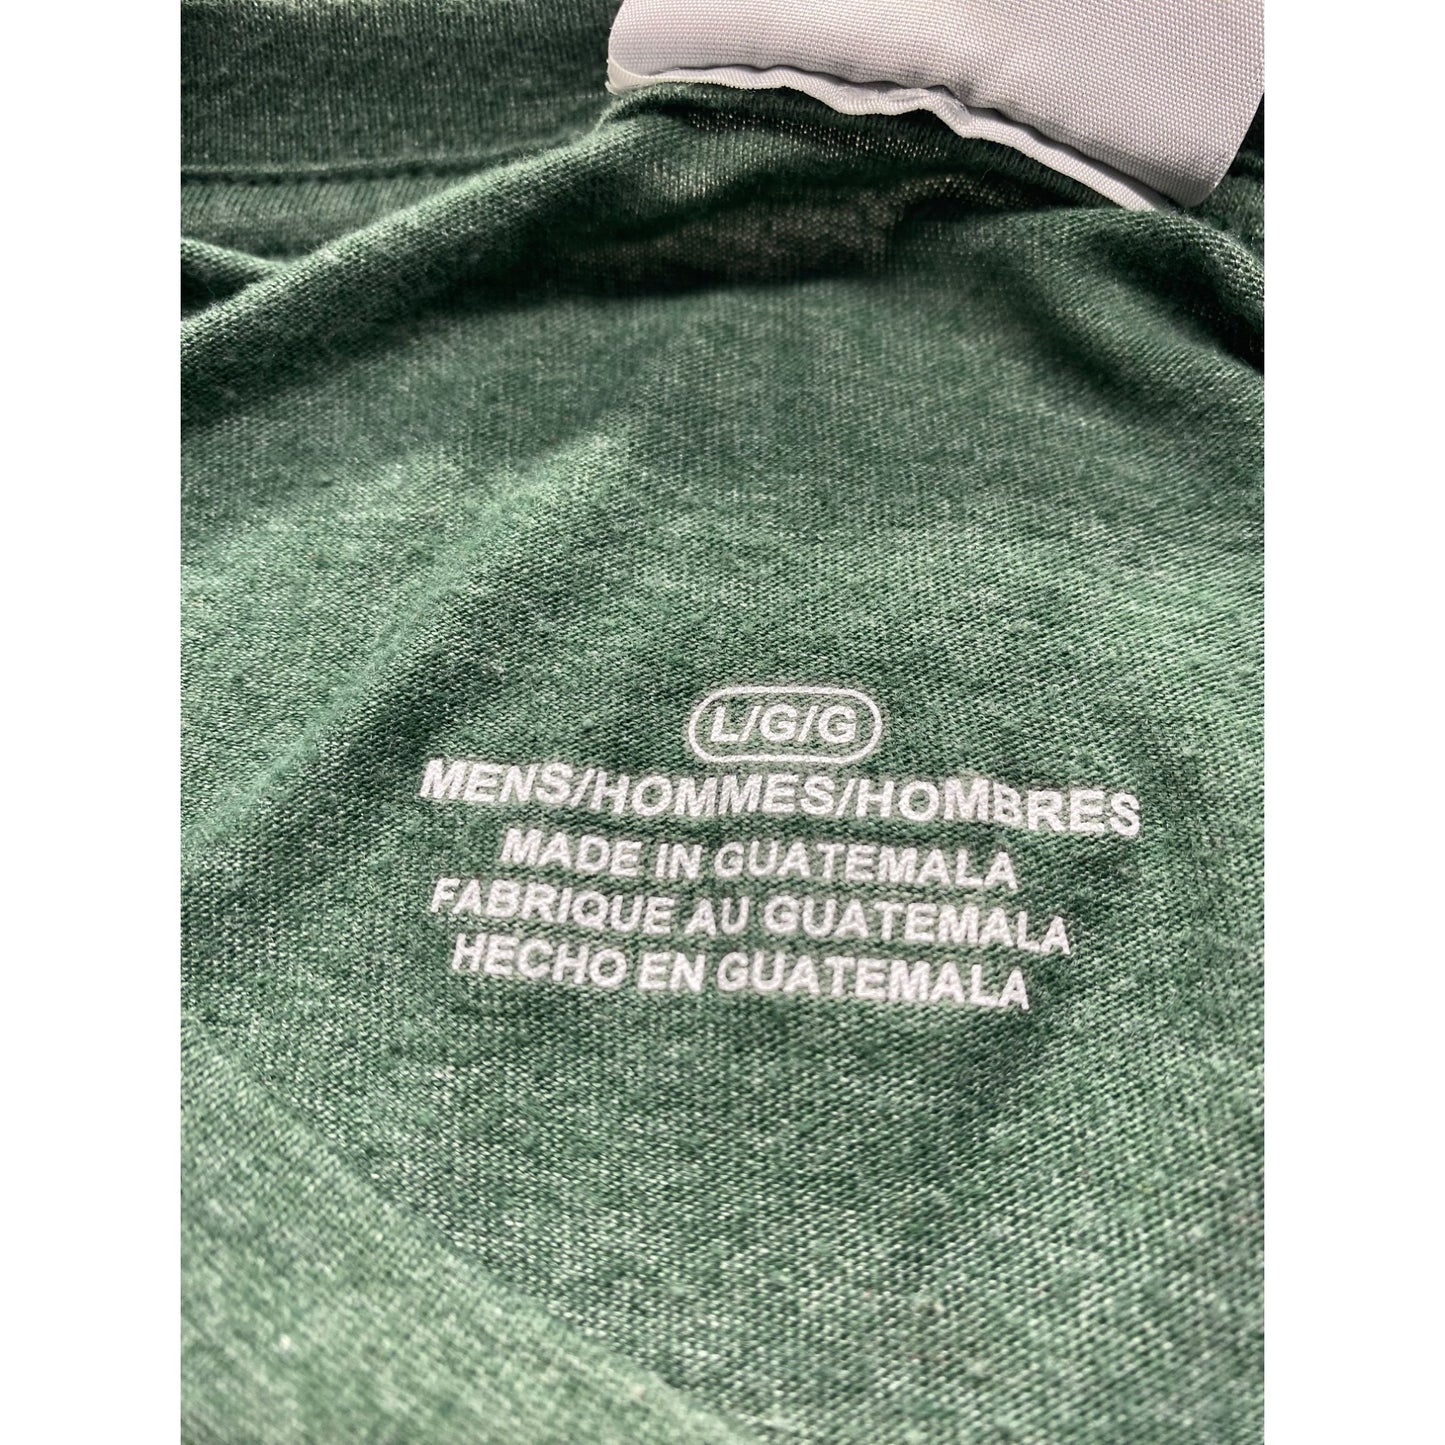 L/G/G
MENS/HOMMES/HOMBRES
MADE IN GUATEMALA
FABRIQUE AU GUATEMALA
HECHO EN GUATEMALA